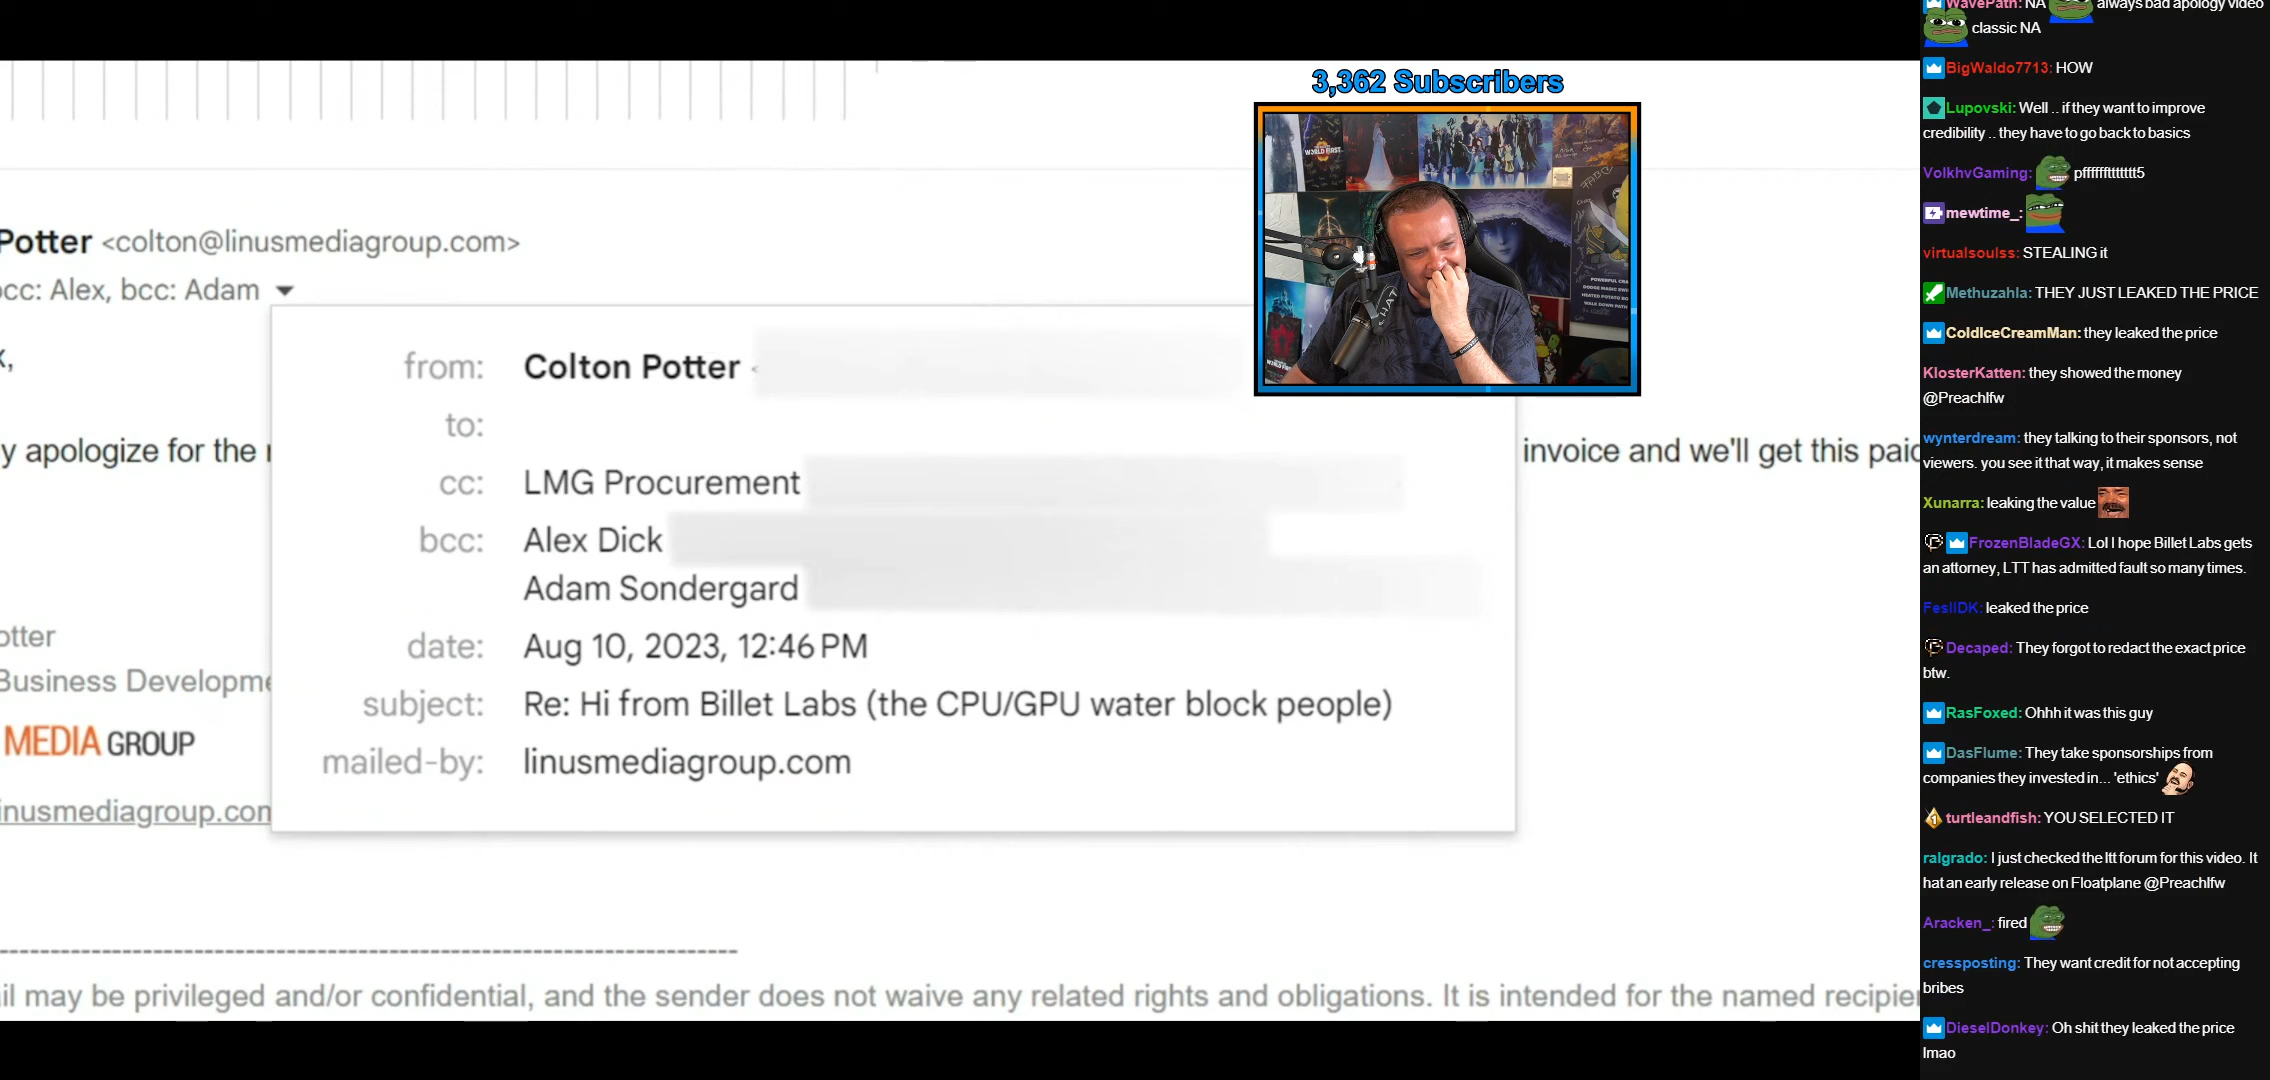 3,362 Subscribers
WORLD FIRST
Potter <colton@linusmediagroup.com>
bcc: Alex, bcc: Adam
from: Colton Potter <
to:
y apologize for the
invoice and we'll get this paid
cc: LMG Procurement
bcc: Alex Dick
Adam Sondergard
date: Aug 10, 2023, 12:46 PM
otter
Business Developme
subject: Re: Hi from Billet Labs (the CPU/GPU water block people)
MEDIA GROUP
mailed-by: linusmediagroup.com
inusmediagroup.com
il may be privileged and/or confidential, and the sender does not waive any related rights and obligations. It is intended for the named recipien
WavePath: NA always bad apology video
classic NA
BigWaldo7713: HOW
Lupovski: Well .. if they want to improve
credibility .. they have to go back to basics
VolkhvGaming: pfffffftttttttt5
mewtime_:
virtualsoulss: STEALING it
Methuzahla: THEY JUST LEAKED THE PRICE
ColdIceCreamMan: they leaked the price
KlosterKatten: they showed the money
@Preachlfw
wynterdream: they talking to their sponsors, not
viewers. you see it that way, it makes sense
Xunarra: leaking the value
FrozenBladeGX: Lol I hope Billet Labs gets
an attorney, LTT has admitted fault so many times.
FesliDK: leaked the price
Decaped: They forgot to redact the exact price
btw.
RasFoxed: Ohhh it was this guy
DasFlume: They take sponsorships from
companies they invested in... 'ethics'
turtleandfish: YOU SELECTED IT
ralgrado: I just checked the ltt forum for this video. It
hat an early release on Floatplane @Preachlfw
Aracken_: fired
cressposting: They want credit for not accepting
bribes
DieselDonkey: Oh shit they leaked the price
lmao